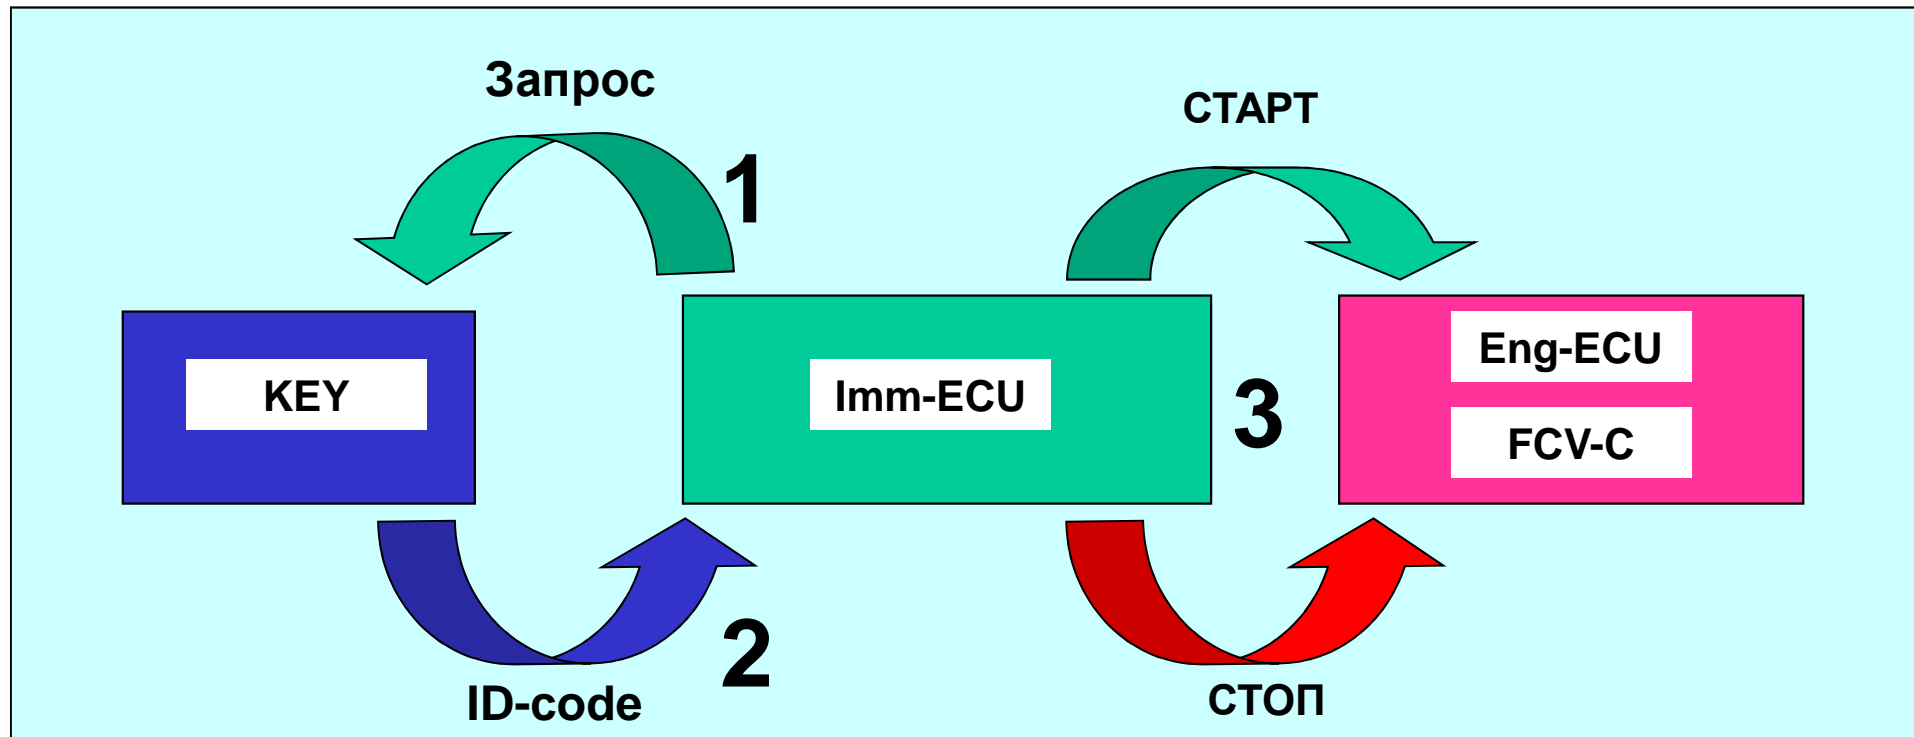 Запрос
СТАРТ
1
KEY
Imm-ECU
3
Eng-ECU
FCV-C
2
ID-code
СТОП